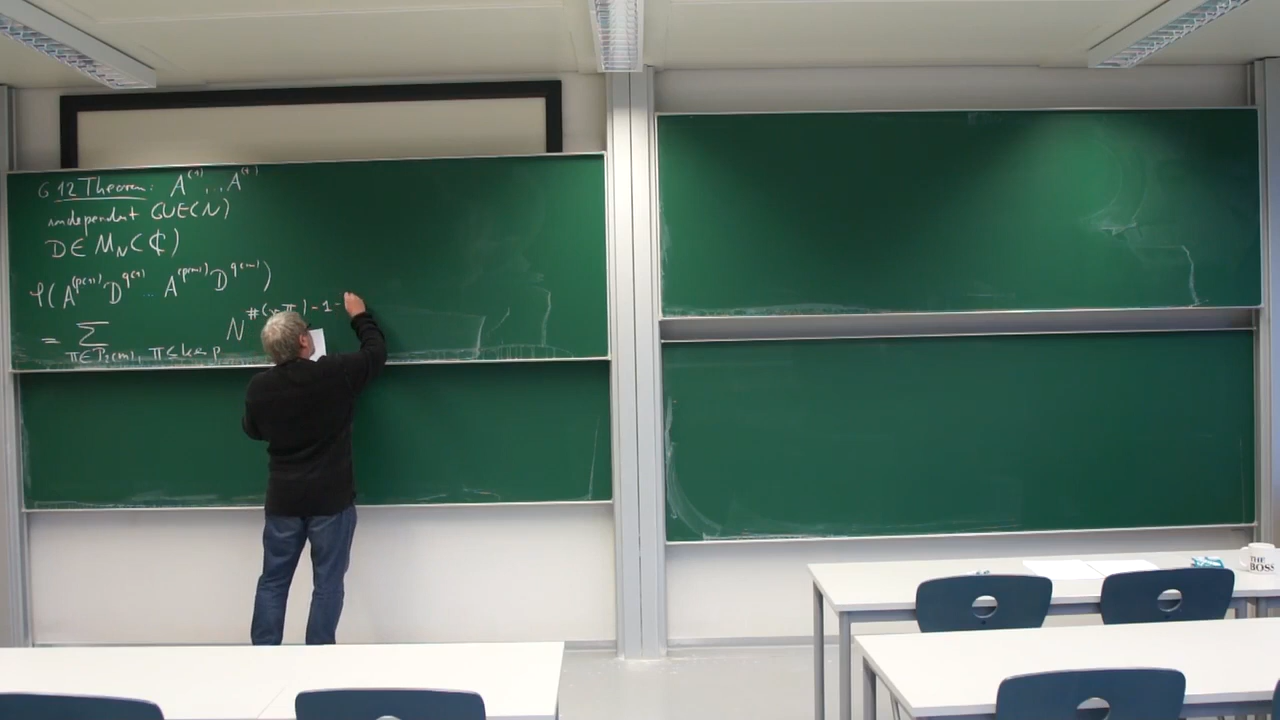 6.12 Theorem: A⁽¹⁾, .., A⁽ᵗ⁾
independent GUE(N)
D ∈ M_N(ℂ)
φ(A^(p(1)) D^q(1) ... A^(p(m)) D^q(m))
= Σ N^#(γπ)-1-
π∈P₂(m), π≤ker p
THE
BOSS